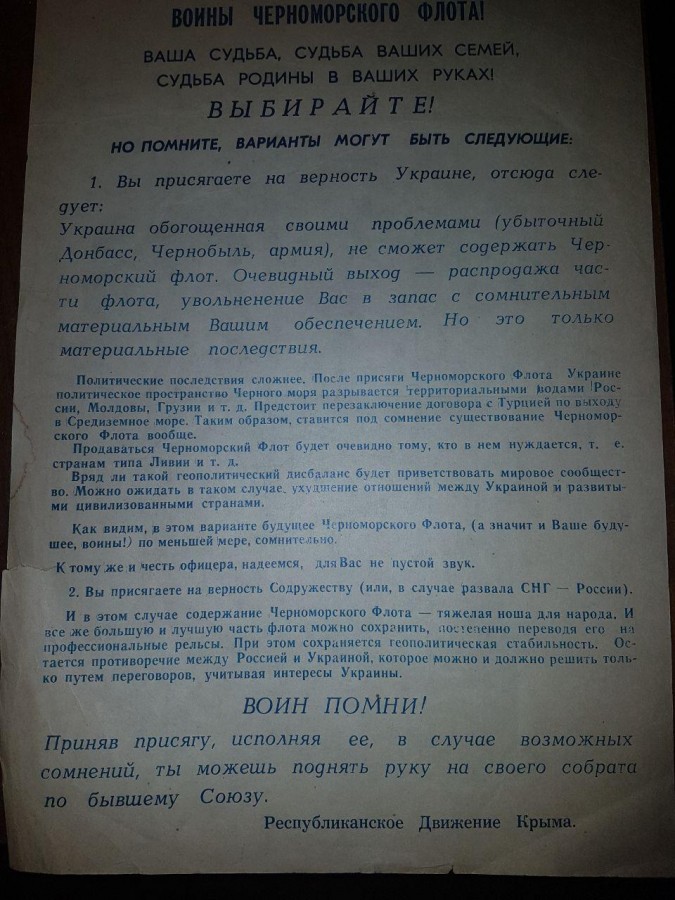 ВОИНЫ ЧЕРНОМОРСКОГО ФЛОТА!
ВАША СУДЬБА, СУДЬБА ВАШИХ СЕМЕЙ,
СУДЬБА РОДИНЫ В ВАШИХ РУКАХ!
ВЫБИРАЙТЕ!
НО ПОМНИТЕ, ВАРИАНТЫ МОГУТ БЫТЬ СЛЕДУЮЩИЕ:
1. Вы присягаете на верность Украине, отсюда сле-
дует:
Украина обогощенная своими проблемами (убыточный
Донбасс, Чернобыль, армия), не сможет содержать Чер-
номорский флот. Очевидный выход — распродажа час-
ти флота, увольненение Вас в запас с сомнительным
материальным Вашим обеспечением. Но это только
материальные последствия.
Политические последствия сложнее. После присяги Черноморского Флота Украине
политическое пространство Черного моря разрывается территориальными водами Рос-
сии, Молдовы, Грузии и т. д. Предстоит перезаключение договора с Турцией по выходу
в Средиземное море. Таким образом, ставится под сомнение существование Черномор-
ского Флота вообще.
Продаваться Черноморский Флот будет очевидно тому, кто в нем нуждается, т. е.
странам типа Ливии и т. д.
Вряд ли такой геополитический дисбаланс будет приветствовать мировое сообщест-
во. Можно ожидать в таком случае, ухудшение отношений между Украиной и развиты-
ми цивилизованными странами.
Как видим, в этом варианте будущее Черноморского Флота, (а значит и Ваше буду-
шее, воины!) по меньшей мере, сомнительно.
К тому же и честь офицера, надеемся, для Вас не пустой звук.
2. Вы присягаете на верность Содружеству (или, в случае развала СНГ — России).
И в этом случае содержание Черноморского Флота — тяжелая ноша для народа. И
все же большую и лучшую часть флота можно сохранить, постепенно переводя его на
профессиональные рельсы. При этом сохраняется геополитическая стабильность. Ос-
тается противоречие между Россией и Украиной, которое можно и должно решить толь-
ко путем переговоров, учитывая интересы Украины.
ВОИН ПОМНИ!
Приняв присягу, исполняя ее, в случае возможных
сомнений, ты можешь поднять руку на своего собрата
по бывшему Союзу.
Республиканское Движение Крыма.